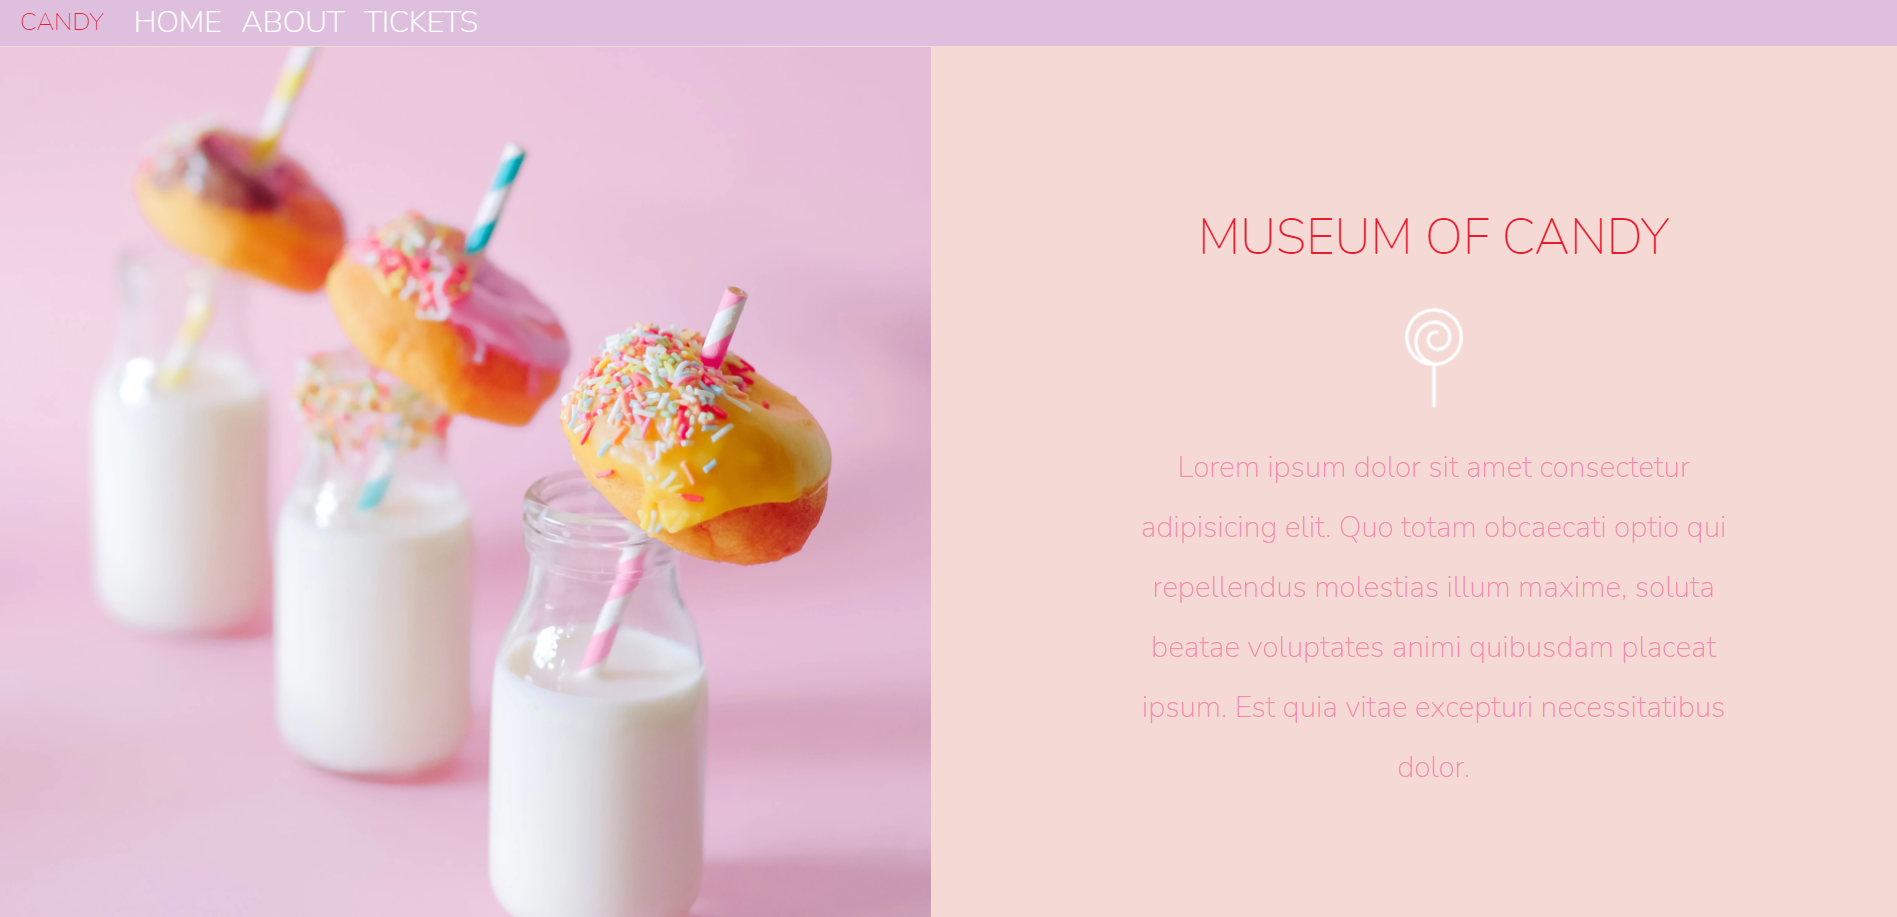 CANDY HOME ABOUT TICKETS
MUSEUM OF CANDY
Lorem ipsum dolor sit amet consectetur
adipisicing elit. Quo totam obcaecati optio qui
repellendus molestias illum maxime, soluta
beatae voluptates animi quibusdam placeat
ipsum. Est quia vitae excepturi necessitatibus
dolor.